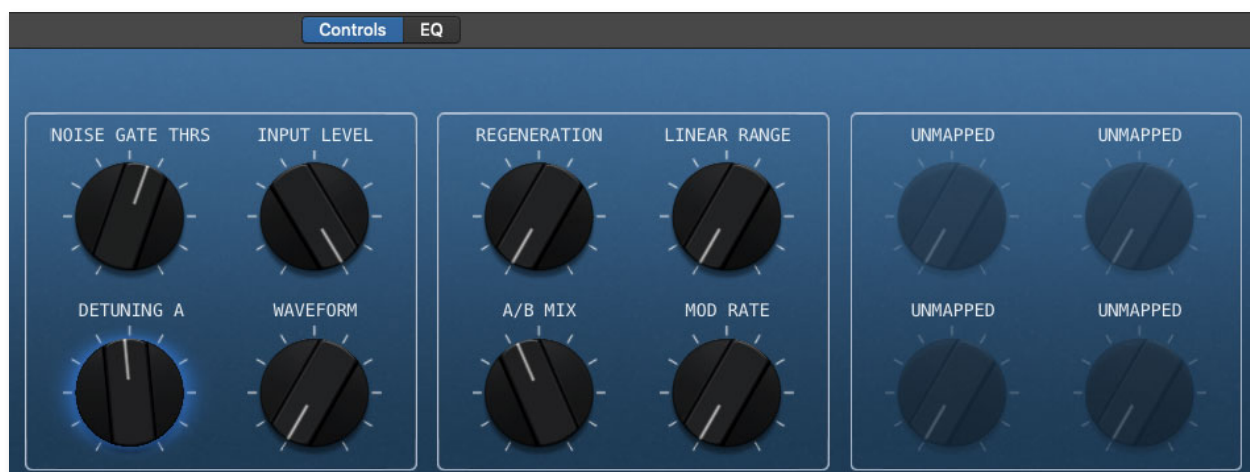 Controls EQ
NOISE GATE THRS INPUT LEVEL REGENERATION LINEAR RANGE UNMAPPED UNMAPPED
DETUNING A WAVEFORM A/B MIX MOD RATE UNMAPPED UNMAPPED